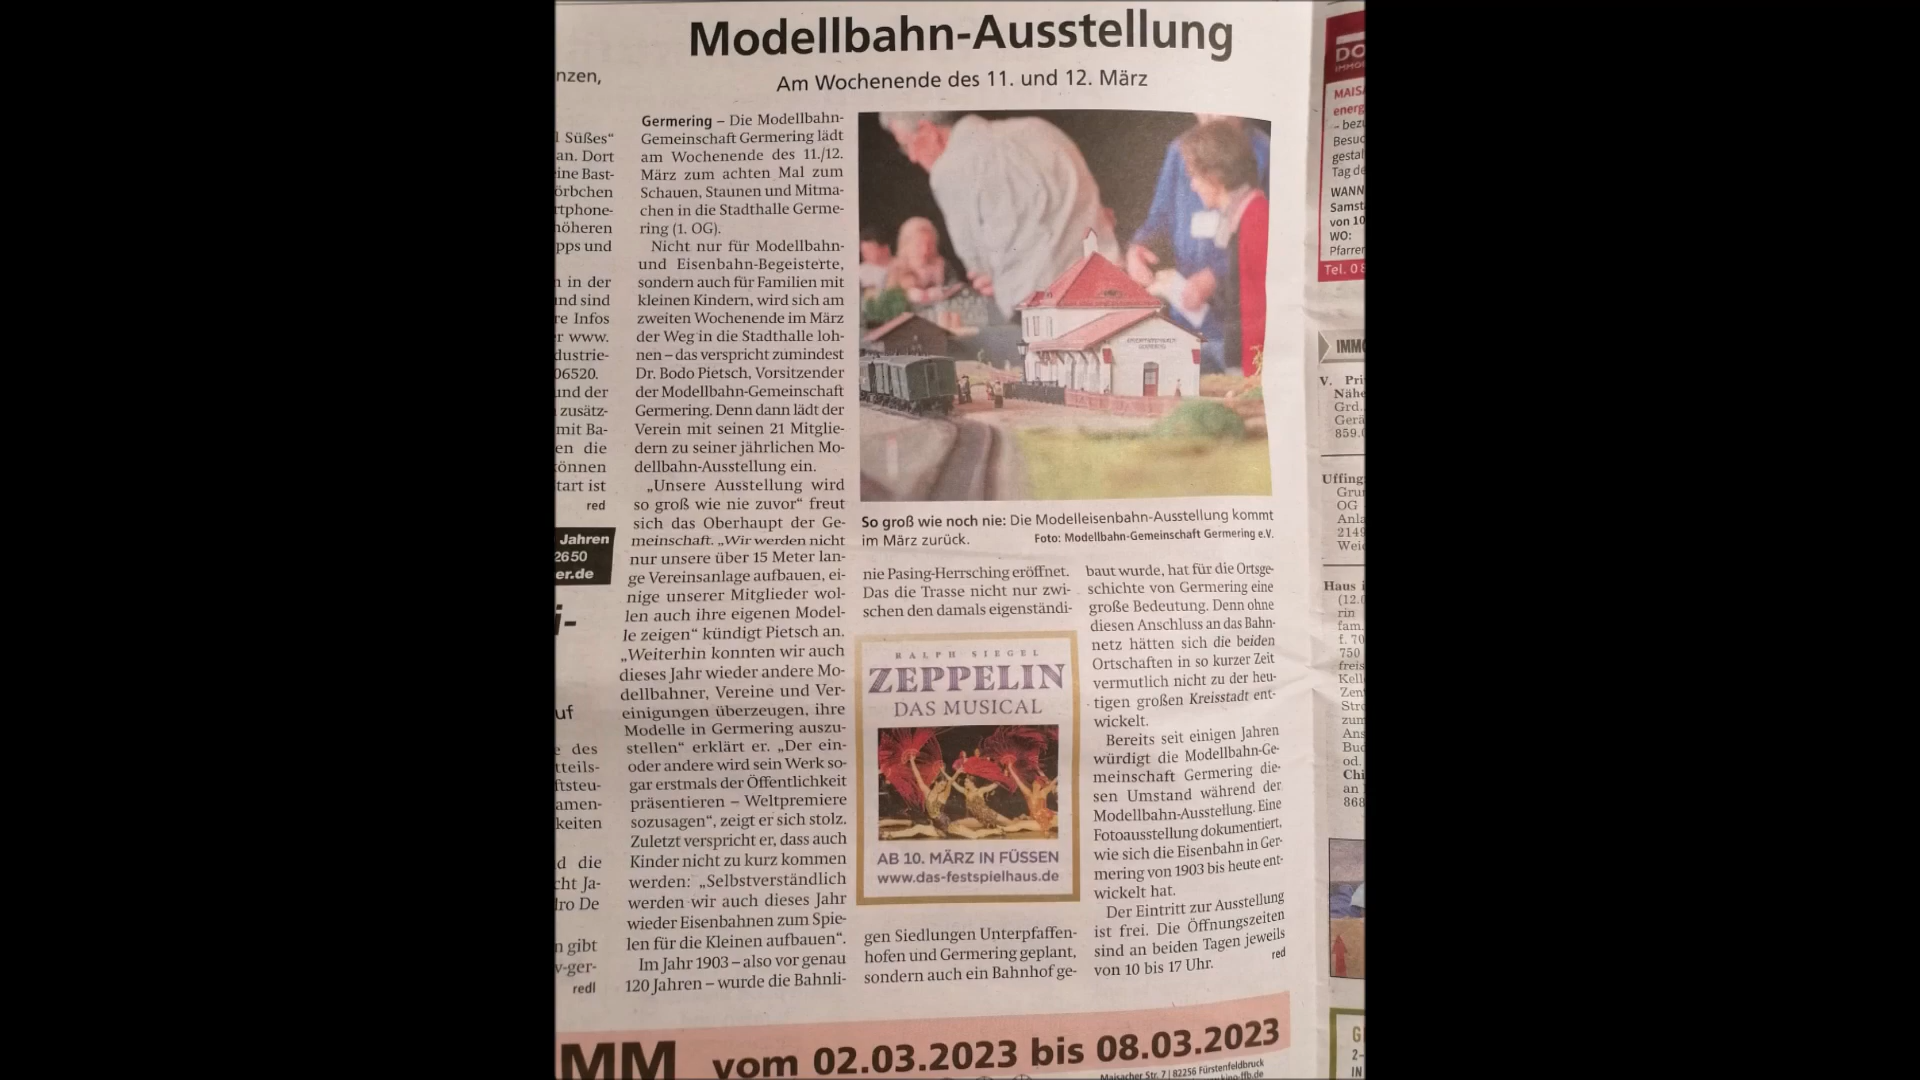 Modellbahn-Ausstellung
Am Wochenende des 11. und 12. März
Germering – Die Modellbahn-
Gemeinschaft Germering lädt
am Wochenende des 11./12.
März zum achten Mal zum
Schauen, Staunen und Mitma-
chen in die Stadthalle Germe-
ring (1. OG).
Nicht nur für Modellbahn-
und Eisenbahn-Begeisterte,
sondern auch für Familien mit
kleinen Kindern, wird sich am
zweiten Wochenende im März
der Weg in die Stadthalle loh-
nen – das verspricht zumindest
Dr. Bodo Pietsch, Vorsitzender
der Modellbahn-Gemeinschaft
Germering. Denn dann lädt der
Verein mit seinen 21 Mitglie-
dern zu seiner jährlichen Mo-
dellbahn-Ausstellung ein.
„Unsere Ausstellung wird
so groß wie nie zuvor“ freut
sich das Oberhaupt der Ge-
meinschaft. „Wir werden nicht
nur unsere über 15 Meter lan-
ge Vereinsanlage aufbauen, ei-
nige unserer Mitglieder wol-
len auch ihre eigenen Model-
le zeigen“ kündigt Pietsch an.
„Weiterhin konnten wir auch
dieses Jahr wieder andere Mo-
dellbahner, Vereine und Ver-
einigungen überzeugen, ihre
Modelle in Germering auszu-
stellen“ erklärt er. „Der ein-
oder andere wird sein Werk so-
gar erstmals der Öffentlichkeit
präsentieren – Weltpremiere
sozusagen“, zeigt er sich stolz.
Zuletzt verspricht er, dass auch
Kinder nicht zu kurz kommen
werden: „Selbstverständlich
werden wir auch dieses Jahr
wieder Eisenbahnen zum Spie-
len für die Kleinen aufbauen“.
Im Jahr 1903 – also vor genau
120 Jahren – wurde die Bahnli-
So groß wie noch nie: Die Modelleisenbahn-Ausstellung kommt
im März zurück. Foto: Modellbahn-Gemeinschaft Germering e.V.
nie Pasing-Herrsching eröffnet.
Das die Trasse nicht nur zwi-
schen den damals eigenständi-
RALPH SIEGEL
ZEPPELIN
DAS MUSICAL
AB 10. MÄRZ IN FÜSSEN
www.das-festspielhaus.de
gen Siedlungen Unterpfaffen-
hofen und Germering geplant,
sondern auch ein Bahnhof ge-
baut wurde, hat für die Ortsge-
schichte von Germering eine
große Bedeutung. Denn ohne
diesen Anschluss an das Bahn-
netz hätten sich die beiden
Ortschaften in so kurzer Zeit
vermutlich nicht zu der heu-
tigen großen Kreisstadt ent-
wickelt.
Bereits seit einigen Jahren
würdigt die Modellbahn-Ge-
meinschaft Germering die-
sen Umstand während der
Modellbahn-Ausstellung. Eine
Fotoausstellung dokumentiert,
wie sich die Eisenbahn in Ger-
mering von 1903 bis heute ent-
wickelt hat.
Der Eintritt zur Ausstellung
ist frei. Die Öffnungszeiten
sind an beiden Tagen jeweils
von 10 bis 17 Uhr. red
vom 02.03.2023 bis 08.03.2023
Maisacher Str. 7 | 82256 Fürstenfeldbruck